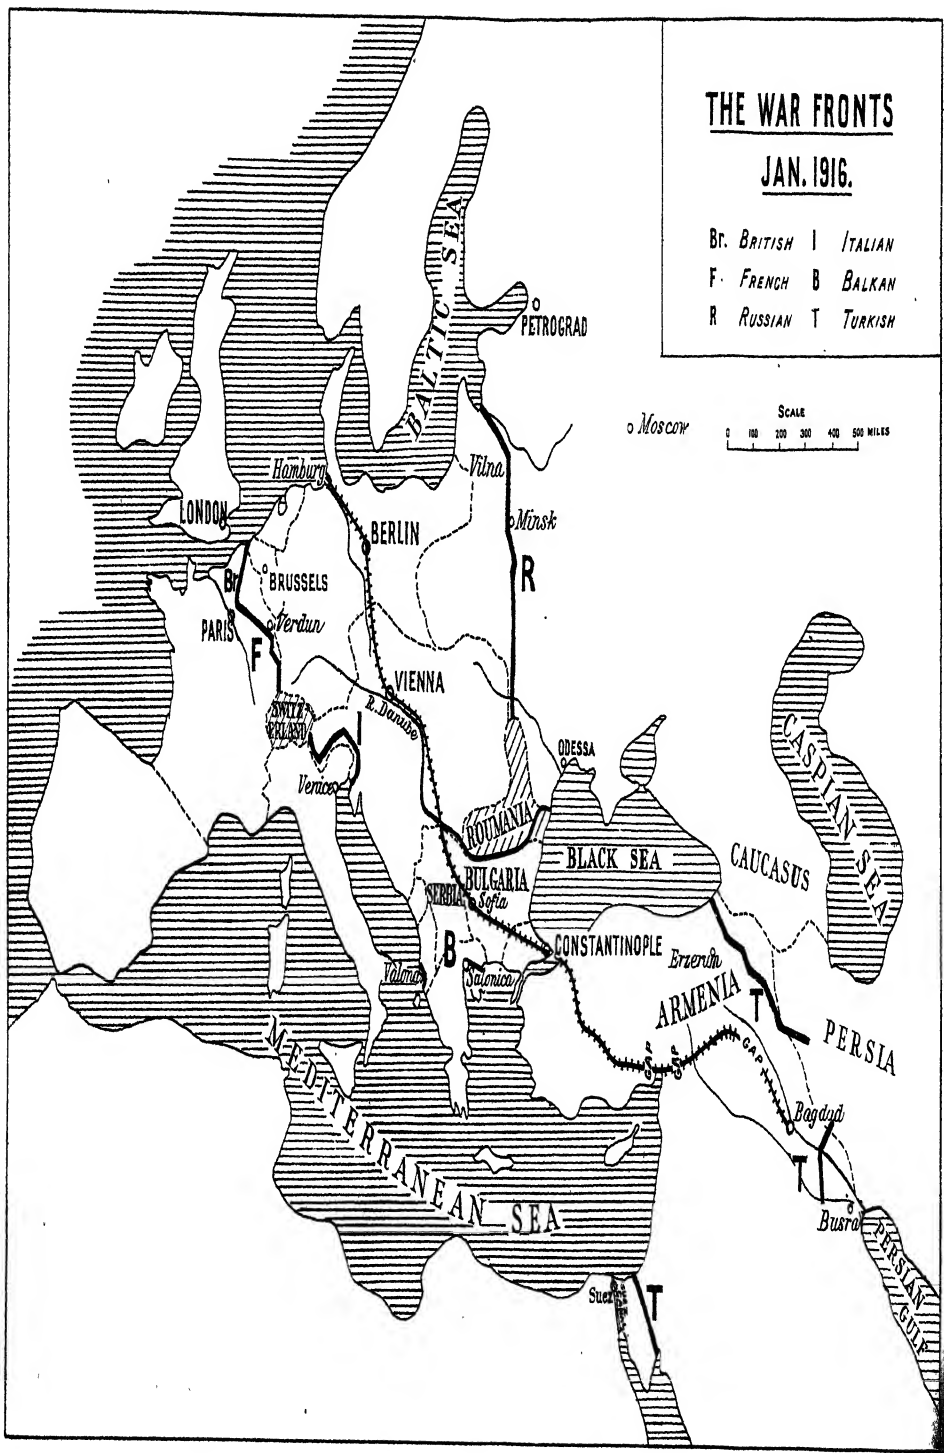 THE WAR FRONTS
JAN. 1916.
Br. BRITISH I ITALIAN
F. FRENCH B BALKAN
R RUSSIAN T TURKISH
SCALE
0 100 200 300 400 500 MILES
BALTIC SEA
PETROGRAD
Moscow
Hamburg
Vilna
LONDON
BERLIN
Minsk
Br
BRUSSELS
R
PARIS
Verdun
F
VIENNA
R. Danube
SWITZ
ERLAND
I
ODESSA
Venice
CASPIAN SEA
ROUMANIA
BLACK SEA
CAUCASUS
BULGARIA
SERBIA
Sofia
CONSTANTINOPLE
B
Erzerum
Valona
Salonica
ARMENIA
T
PERSIA
GAP
GAP
GAP
MEDITERRANEAN SEA
Bagdad
T
Busra
PERSIAN GULF
Suez
T